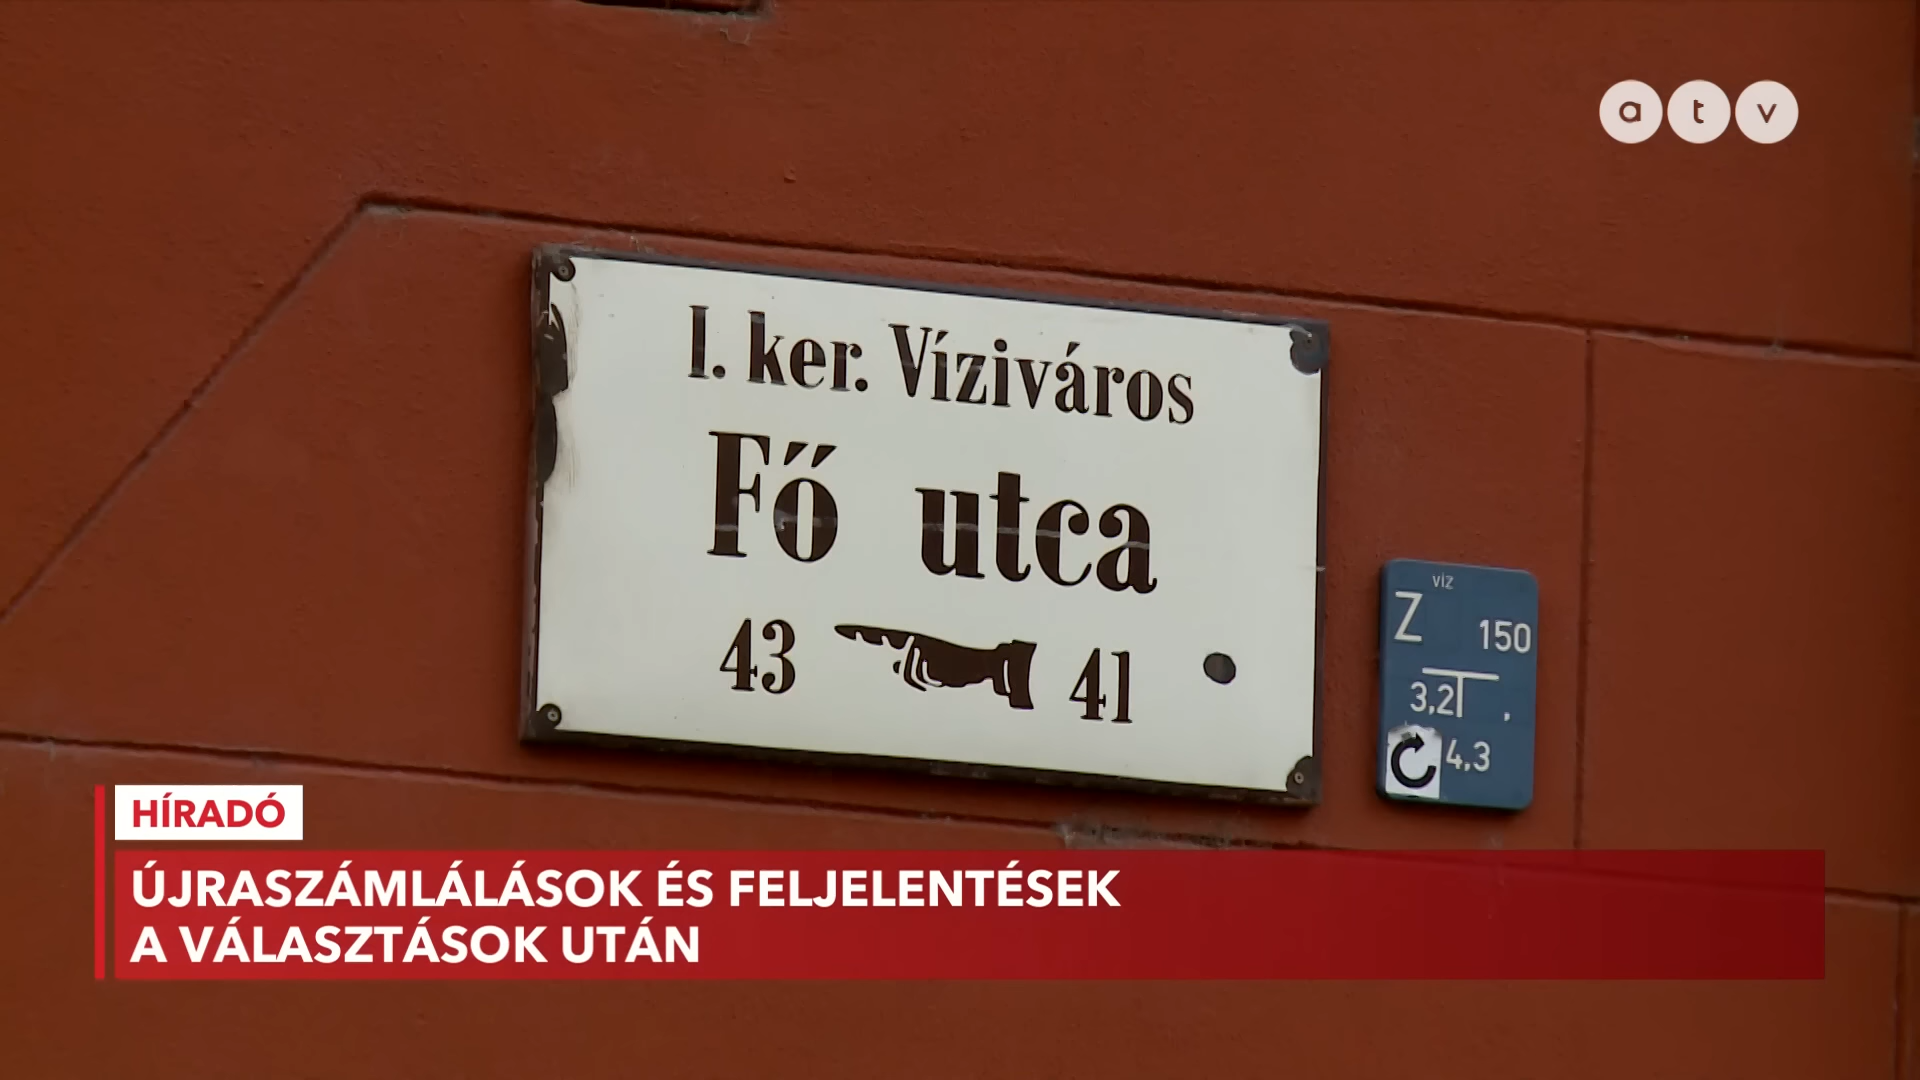 atv
I. ker. Víziváros
Fő utca
43 41
víz
Z 150
3,2 ,
4,3
HÍRADÓ
ÚJRASZÁMLÁLÁSOK ÉS FELJELENTÉSEK
A VÁLASZTÁSOK UTÁN